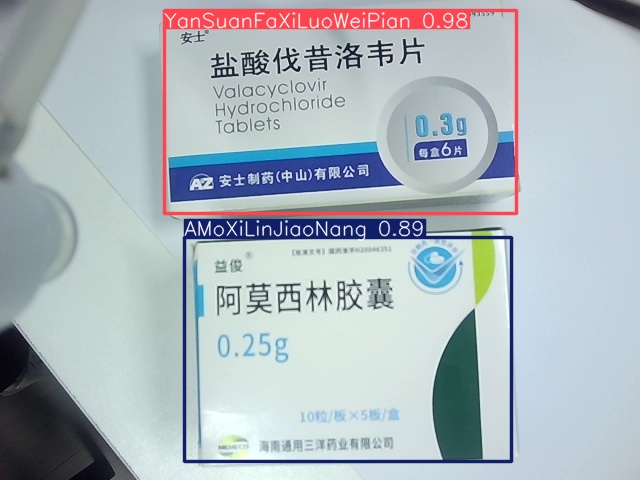 YanSuanFaXiLuoWeiPian 0.98
安士®
盐酸伐昔洛韦片
Valacyclovir
Hydrochloride
Tablets
0.3g
每盒6片
AZ 安士制药(中山)有限公司
AMoXiLinJiaoNang 0.89
益俊®
阿莫西林胶囊
0.25g
10粒/板×5板/盒
海南通用三洋药业有限公司